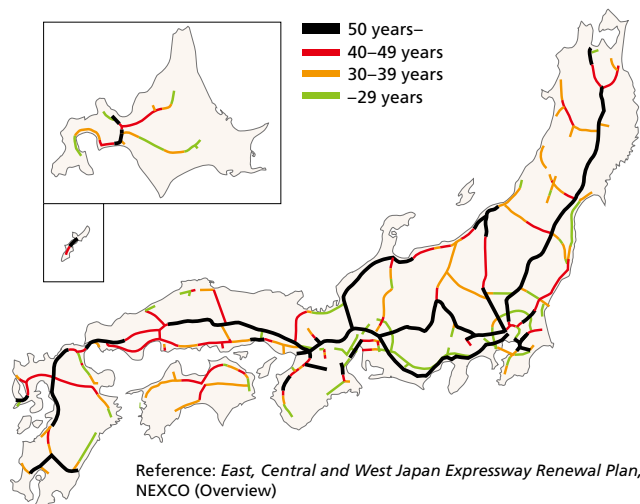 50 years–
40–49 years
30–39 years
–29 years
Reference: East, Central and West Japan Expressway Renewal Plan,
NEXCO (Overview)